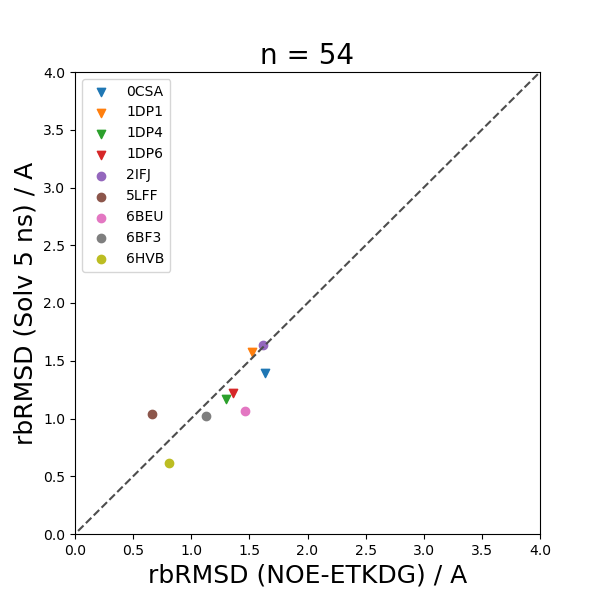 n = 54
4.0
3.5
3.0
2.5
2.0
1.5
1.0
0.5
0.0
rbRMSD (Solv 5 ns) / A
0CSA
1DP1
1DP4
1DP6
2IFJ
5LFF
6BEU
6BF3
6HVB
0.0 0.5 1.0 1.5 2.0 2.5 3.0 3.5 4.0
rbRMSD (NOE-ETKDG) / A